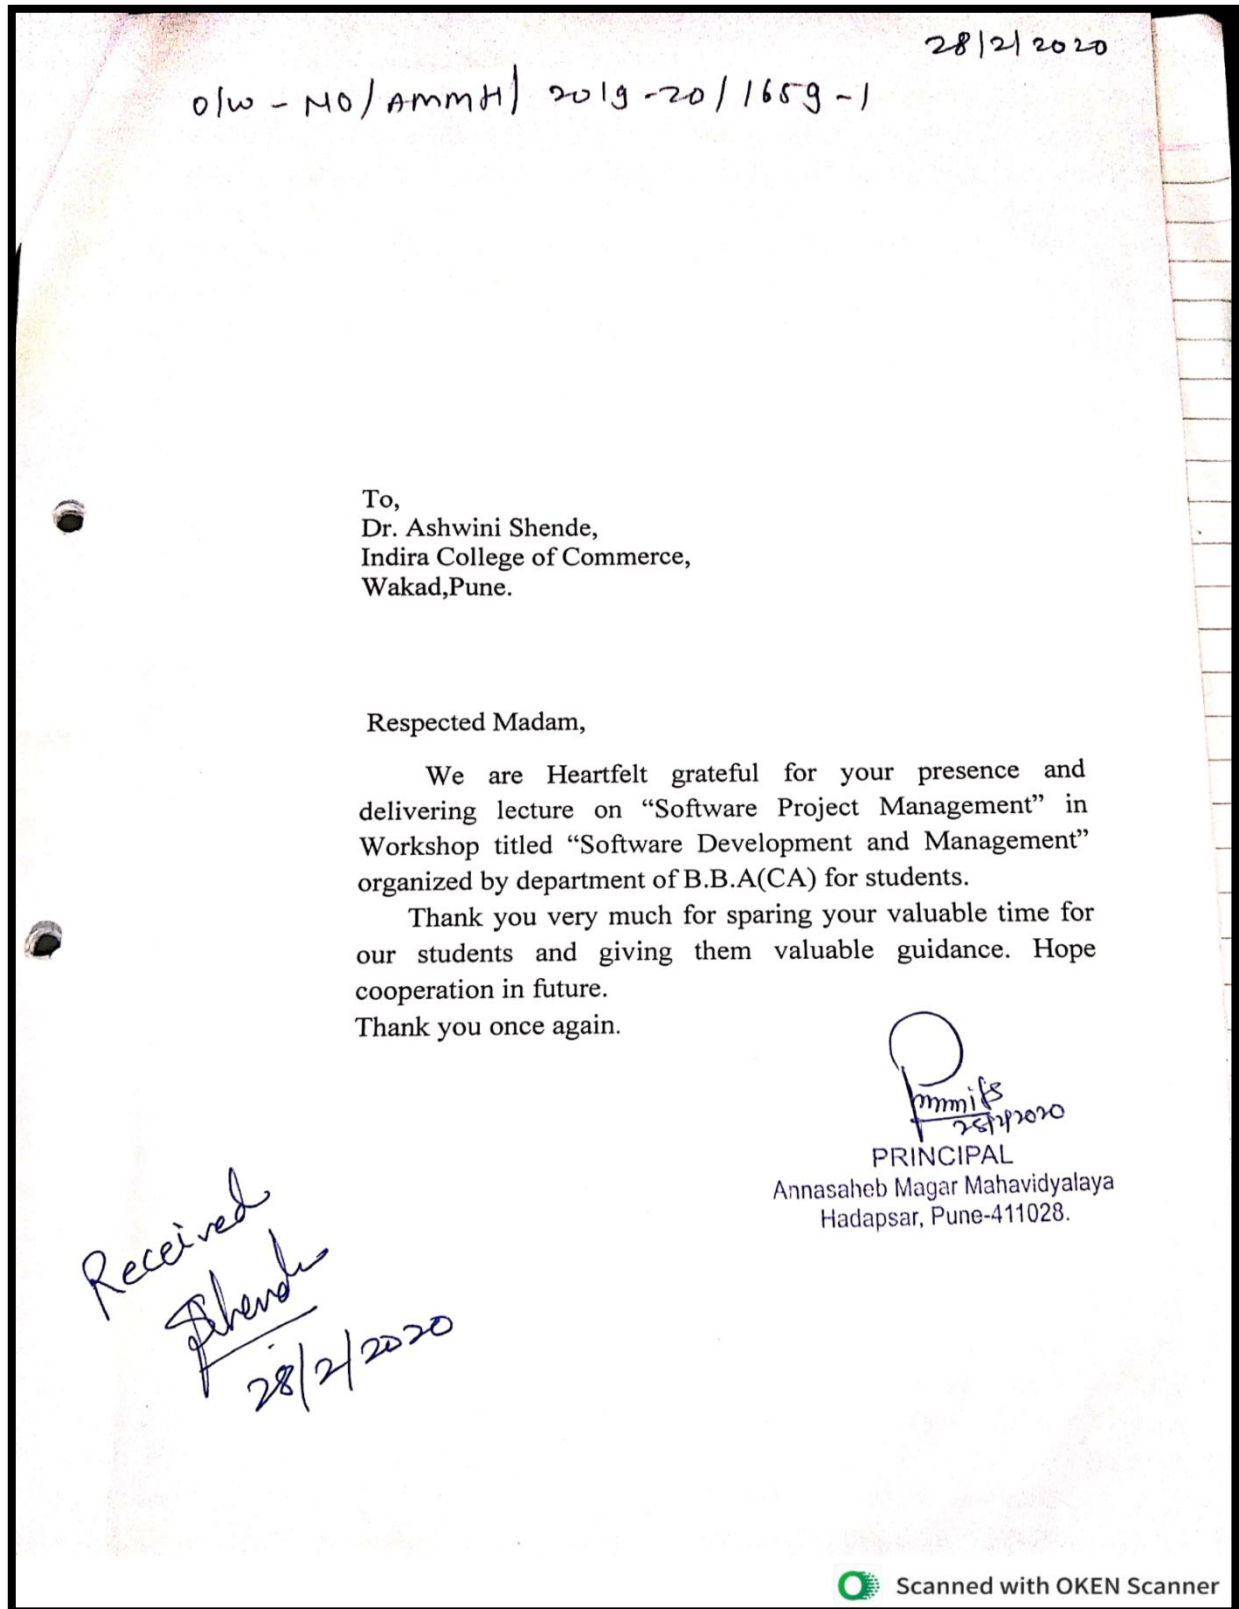 28/2/2020
O/W - NO/AMMH/ 2019-20/1659-1
To,
Dr. Ashwini Shende,
Indira College of Commerce,
Wakad,Pune.
Respected Madam,
We are Heartfelt grateful for your presence and
delivering lecture on “Software Project Management” in
Workshop titled “Software Development and Management”
organized by department of B.B.A(CA) for students.
Thank you very much for sparing your valuable time for
our students and giving them valuable guidance. Hope
cooperation in future.
Thank you once again.
28/2/2020
PRINCIPAL
Annasaheb Magar Mahavidyalaya
Hadapsar, Pune-411028.
Received
Shende
28/2/2020
Scanned with OKEN Scanner